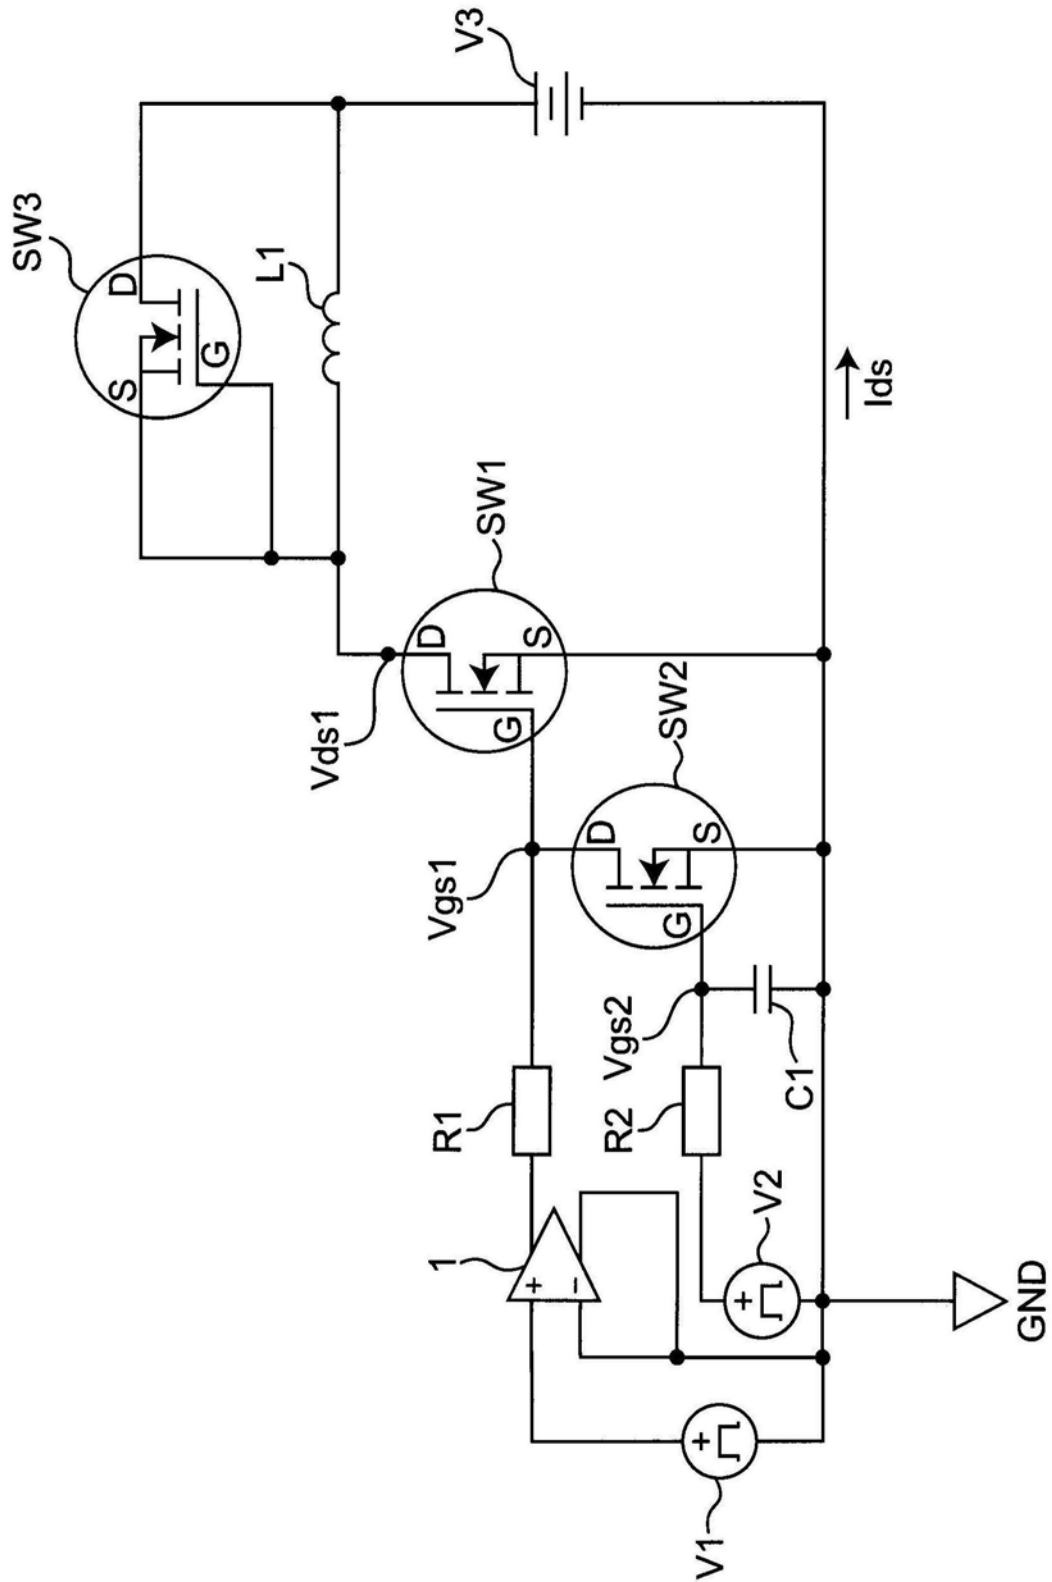 SW3
D
S
G
L1
V3
SW1
D
S
G
Vds1
Ids
SW2
D
S
G
Vgs1
Vgs2
R1
R2
C1
1
+
−
V2
+
V1
+
GND